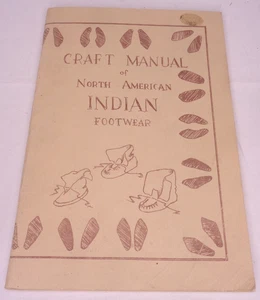 CRAFT MANUAL
of
NORTH AMERICAN
INDIAN
FOOTWEAR